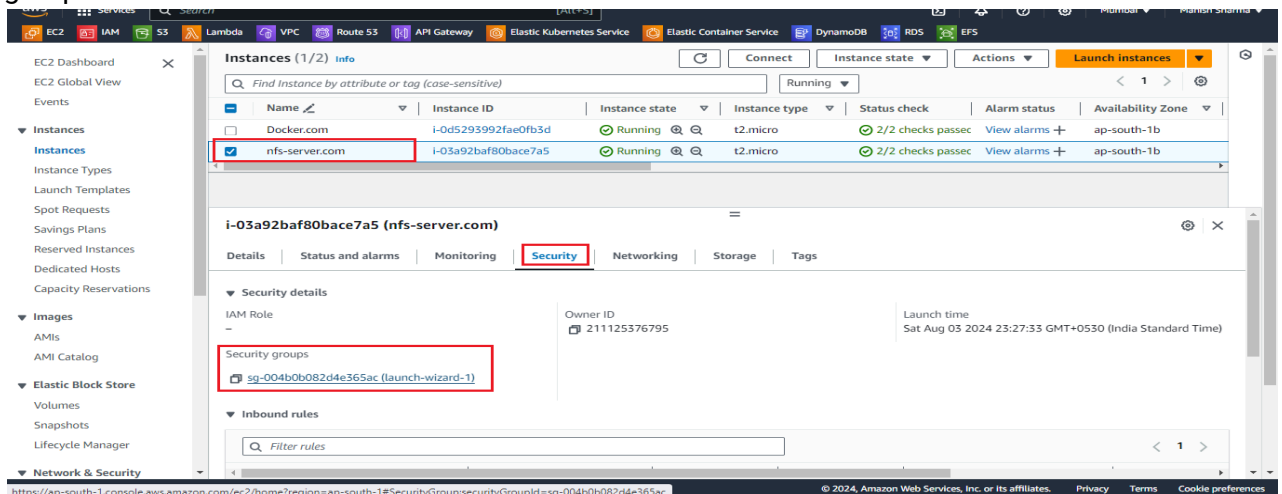 aws Services Search [Alt+S] Mumbai Manish Sharma
EC2 IAM S3 Lambda VPC Route 53 API Gateway Elastic Kubernetes Service Elastic Container Service DynamoDB RDS EFS
EC2 Dashboard
EC2 Global View
Events
Instances
Instances
Instance Types
Launch Templates
Spot Requests
Savings Plans
Reserved Instances
Dedicated Hosts
Capacity Reservations
Images
AMIs
AMI Catalog
Elastic Block Store
Volumes
Snapshots
Lifecycle Manager
Network & Security
Instances (1/2) Info Connect Instance state Actions Launch instances
Find Instance by attribute or tag (case-sensitive) Running 1
Name Instance ID Instance state Instance type Status check Alarm status Availability Zone
Docker.com i-0d5293992fae0fb3d Running t2.micro 2/2 checks passec View alarms + ap-south-1b
nfs-server.com i-03a92baf80bace7a5 Running t2.micro 2/2 checks passec View alarms + ap-south-1b
i-03a92baf80bace7a5 (nfs-server.com)
Details Status and alarms Monitoring Security Networking Storage Tags
Security details
IAM Role Owner ID Launch time
– 211125376795 Sat Aug 03 2024 23:27:33 GMT+0530 (India Standard Time)
Security groups
sg-004b0b082d4e365ac (launch-wizard-1)
Inbound rules
Filter rules 1
https://ap-south-1.console.aws.amazon.com/ec2/home?region=ap-south-1#SecurityGroup:securityGroupId=sg-004b0b082d4e365ac © 2024, Amazon Web Services, Inc. or its affiliates. Privacy Terms Cookie preferences